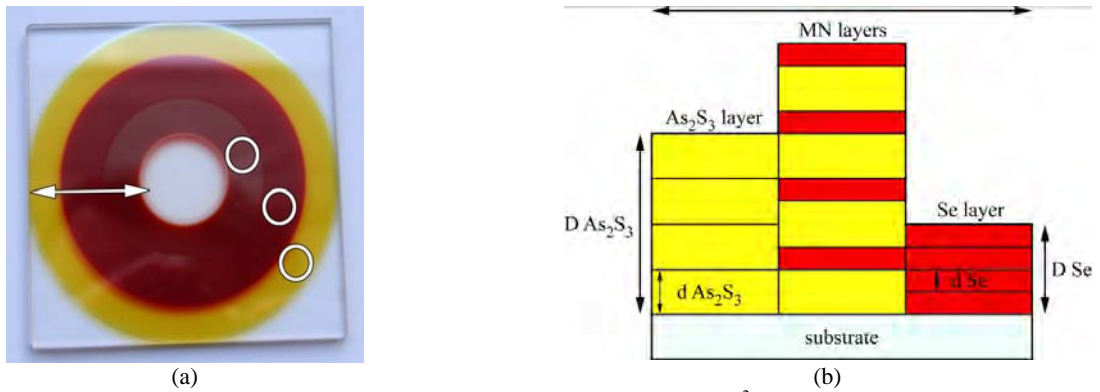 MN layers
As₂S₃ layer
Se layer
D As₂S₃
D Se
d As₂S₃
d Se
substrate
(a)
(b)